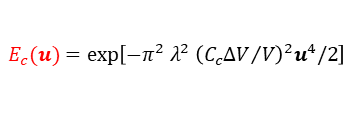 E_c(u) = exp[−π² λ² (C_cΔV/V)²u⁴/2]